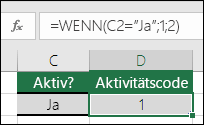 fx =WENN(C2="Ja";1;2)
C D
Aktiv? Aktivitätscode
Ja 1